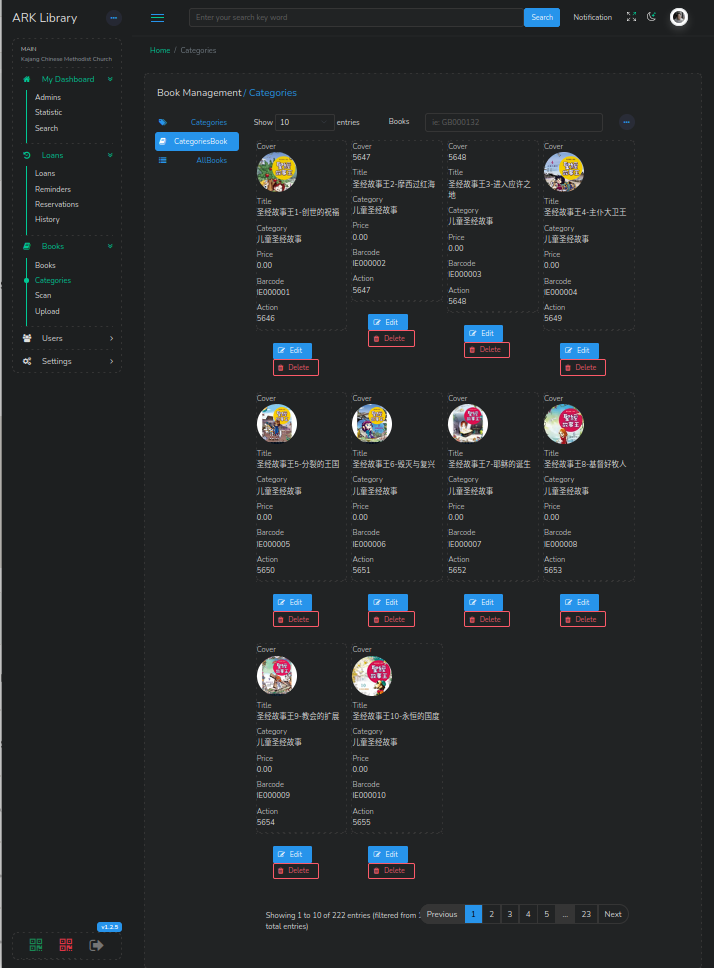 ARK Library
Enter your search key word
Search
Notification
MAIN
Kajang Chinese Methodist Church
My Dashboard
Admins
Statistic
Search
Loans
Loans
Reminders
Reservations
History
Books
Books
Categories
Scan
Upload
Users
Settings
v1.2.5
Home / Categories
Book Management / Categories
Categories
CategoriesBook
AllBooks
Show 10 entries
Books
ie: GB000132
Cover
Title
圣经故事王1-创世的祝福
Category
儿童圣经故事
Price
0.00
Barcode
IE000001
Action
5646
Edit
Delete
Cover
5647
Title
圣经故事王2-摩西过红海
Category
儿童圣经故事
Price
0.00
Barcode
IE000002
Action
5647
Edit
Delete
Cover
5648
Title
圣经故事王3-进入应许之
地
Category
儿童圣经故事
Price
0.00
Barcode
IE000003
Action
5648
Edit
Delete
Cover
Title
圣经故事王4-主仆大卫王
Category
儿童圣经故事
Price
0.00
Barcode
IE000004
Action
5649
Edit
Delete
Cover
Title
圣经故事王5-分裂的王国
Category
儿童圣经故事
Price
0.00
Barcode
IE000005
Action
5650
Edit
Delete
Cover
Title
圣经故事王6-毁灭与复兴
Category
儿童圣经故事
Price
0.00
Barcode
IE000006
Action
5651
Edit
Delete
Cover
Title
圣经故事王7-耶稣的诞生
Category
儿童圣经故事
Price
0.00
Barcode
IE000007
Action
5652
Edit
Delete
Cover
Title
圣经故事王8-基督好牧人
Category
儿童圣经故事
Price
0.00
Barcode
IE000008
Action
5653
Edit
Delete
Cover
Title
圣经故事王9-教会的扩展
Category
儿童圣经故事
Price
0.00
Barcode
IE000009
Action
5654
Edit
Delete
Cover
Title
圣经故事王10-永恒的国度
Category
儿童圣经故事
Price
0.00
Barcode
IE000010
Action
5655
Edit
Delete
Showing 1 to 10 of 222 entries (filtered from
total entries)
Previous 1 2 3 4 5 ... 23 Next